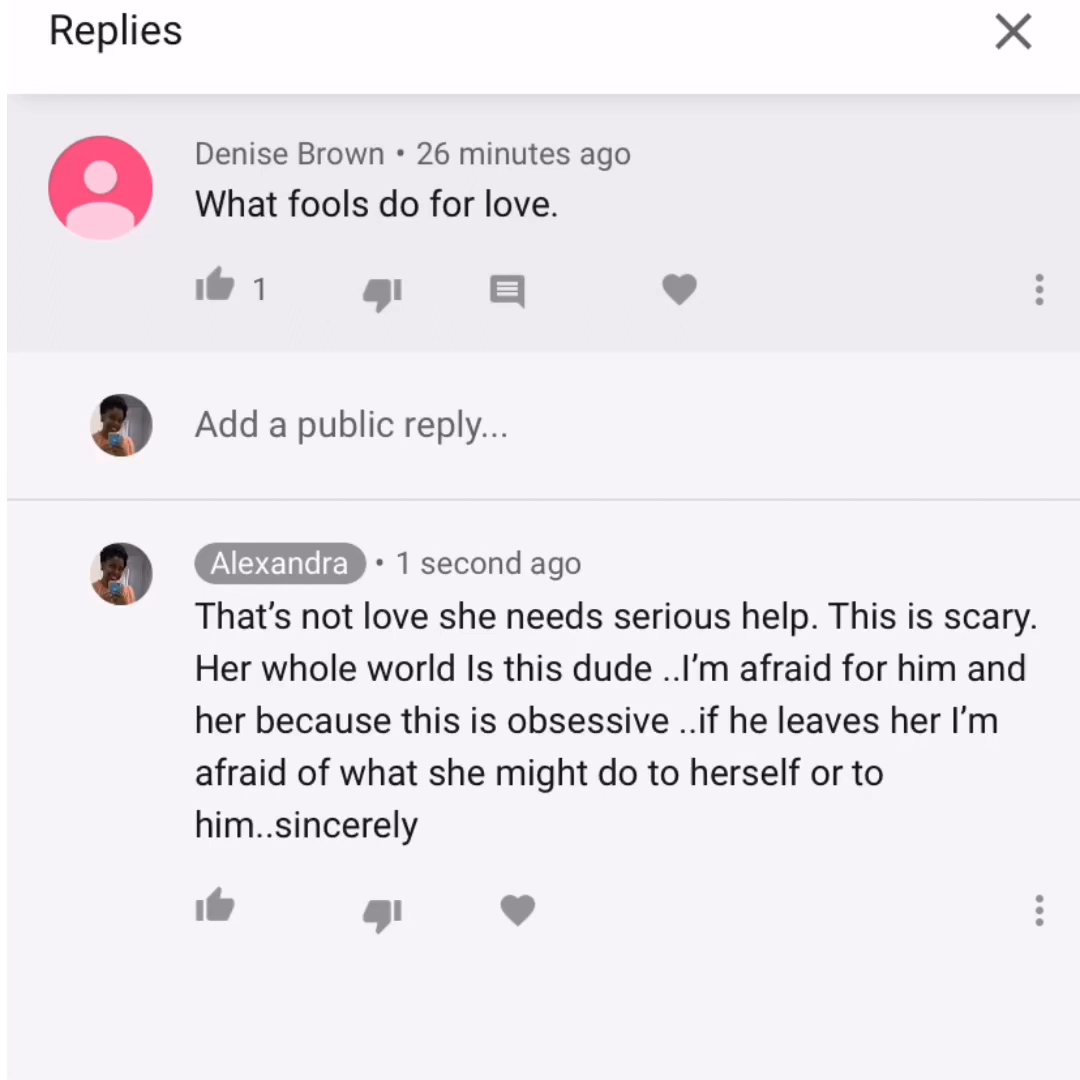 Replies
Denise Brown • 26 minutes ago
What fools do for love.
1
Add a public reply...
Alexandra • 1 second ago
That’s not love she needs serious help. This is scary.
Her whole world Is this dude ..I’m afraid for him and
her because this is obsessive ..if he leaves her I’m
afraid of what she might do to herself or to
him..sincerely